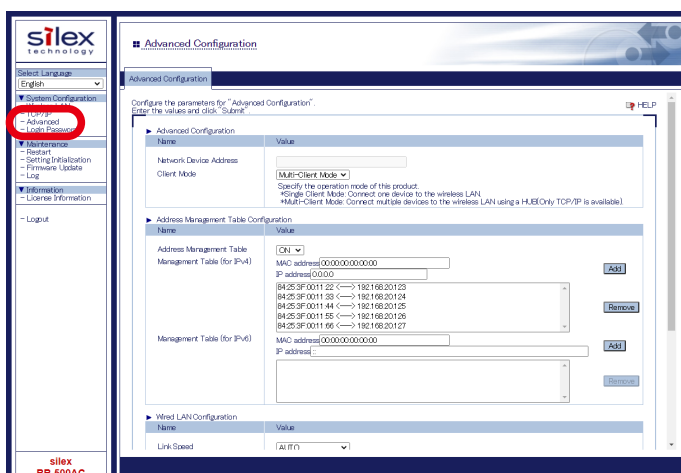 silex
technology
Select Language
English
▼ System Configuration
- Wireless LAN
- TCP/IP
- Advanced
- Login Password
▼ Maintenance
- Restart
- Setting Initialization
- Firmware Update
- Log
▼ Information
- License Information
- Logout
silex
BR-500AC
Advanced Configuration
Advanced Configuration
Configure the parameters for "Advanced Configuration".
Enter the values and click "Submit".
HELP
► Advanced Configuration
Name Value
Network Device Address
Client Mode Multi-Client Mode
Specify the operation mode of this product.
*Single Client Mode: Connect one device to the wireless LAN.
*Multi-Client Mode: Connect multiple devices to the wireless LAN using a HUB(Only TCP/IP is available).
► Address Management Table Configuration
Name Value
Address Management Table ON
Management Table (for IPv4) MAC address 00:00:00:00:00:00
IP address 0.0.0.0
Add
84:25:3F:00:11:22 <---> 192.168.20.123
84:25:3F:00:11:33 <---> 192.168.20.124
84:25:3F:00:11:44 <---> 192.168.20.125
84:25:3F:00:11:55 <---> 192.168.20.126
84:25:3F:00:11:66 <---> 192.168.20.127
Remove
Management Table (for IPv6) MAC address 00:00:00:00:00:00
IP address ::
Add
Remove
► Wired LAN Configuration
Name Value
Link Speed AUTO